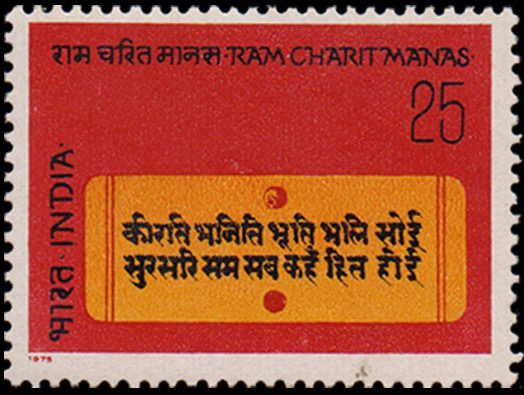 राम चरित मानस·RAM CHARIT MANAS·
25
भारत·INDIA·
कीरति भनिति भूति भलि सोई
सुरसरि सम सब कहँ हित होई
1975